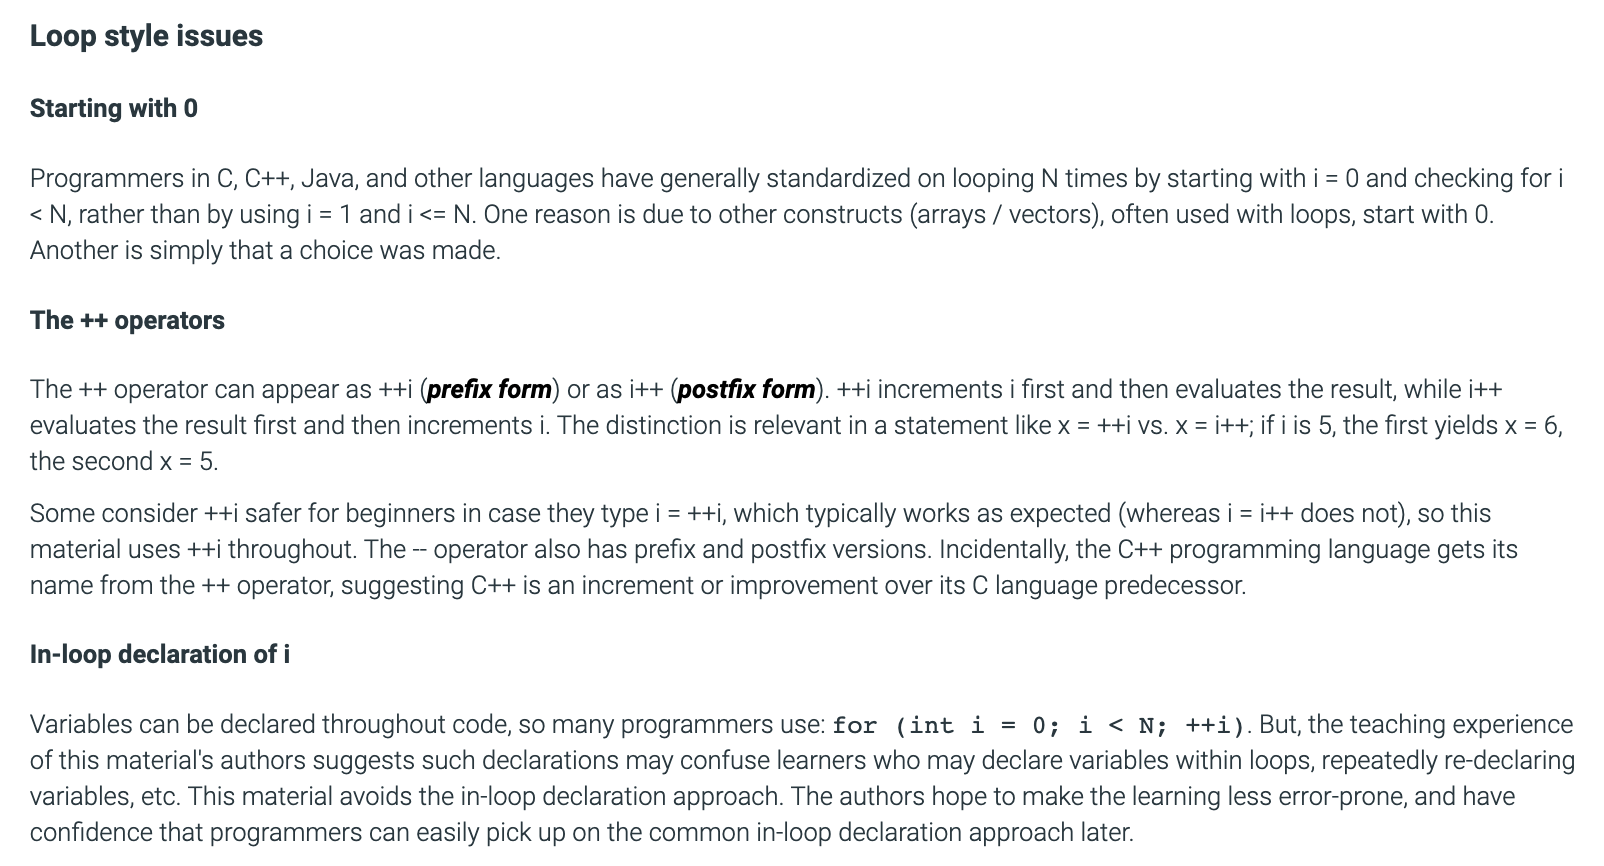 Loop style issues
Starting with 0
Programmers in C, C++, Java, and other languages have generally standardized on looping N times by starting with i = 0 and checking for i
< N, rather than by using i = 1 and i <= N. One reason is due to other constructs (arrays / vectors), often used with loops, start with 0.
Another is simply that a choice was made.
The ++ operators
The ++ operator can appear as ++i (prefix form) or as i++ (postfix form). ++i increments i first and then evaluates the result, while i++
evaluates the result first and then increments i. The distinction is relevant in a statement like x = ++i vs. x = i++; if i is 5, the first yields x = 6,
the second x = 5.
Some consider ++i safer for beginners in case they type i = ++i, which typically works as expected (whereas i = i++ does not), so this
material uses ++i throughout. The -- operator also has prefix and postfix versions. Incidentally, the C++ programming language gets its
name from the ++ operator, suggesting C++ is an increment or improvement over its C language predecessor.
In-loop declaration of i
Variables can be declared throughout code, so many programmers use: for (int i = 0; i < N; ++i). But, the teaching experience
of this material's authors suggests such declarations may confuse learners who may declare variables within loops, repeatedly re-declaring
variables, etc. This material avoids the in-loop declaration approach. The authors hope to make the learning less error-prone, and have
confidence that programmers can easily pick up on the common in-loop declaration approach later.